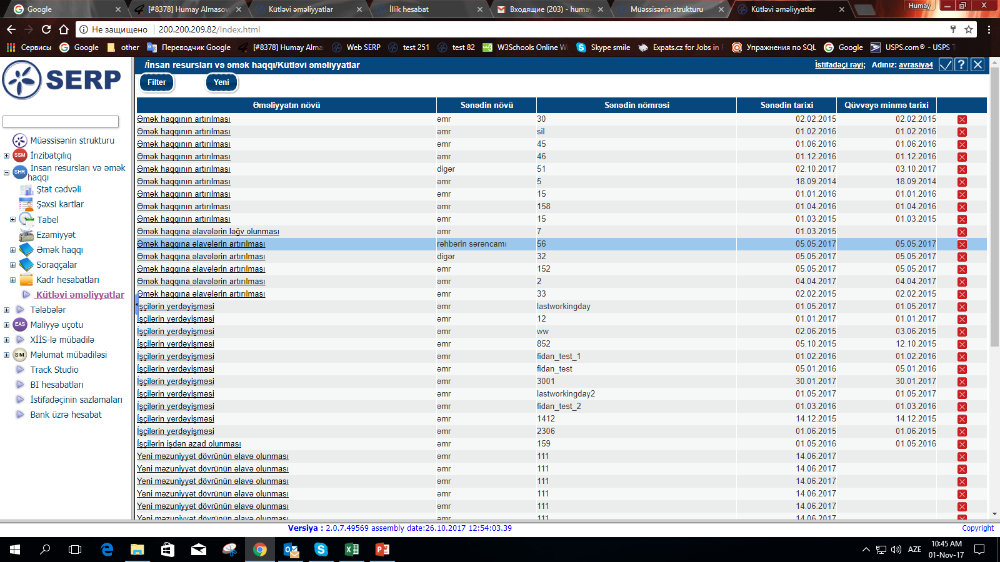 Google
[#8378] Humay Almasov
Kütləvi əməliyyatlar
İllik hesabat
Входящие (203) - humay
Müəssisənin strukturu
Kütləvi əməliyyatlar
Humay
Не защищено
200.200.209.82/Index.html
Сервисы
Google
other
Переводчик Google
[#8378] Humay Alma
Web SERP
test 251
test 82
W3Schools Online W
Skype smile
Expats.cz for Jobs in
Упражнения по SQL
Google
USPS.com® - USPS T
SERP
/İnsan resursları və əmək haqqı/Kütləvi əməliyyatlar
İstifadəçi rəyi; Adınız: avrasiya4
Filter
Yeni
Müəssisənin strukturu
SSM İnzibatçılıq
SHR İnsan resursları və əmək
haqqı
Ştat cədvəli
Şəxsi kartlar
Tabel
Ezamiyyət
Əmək haqqı
Soraqçalar
Kadr hesabatları
Kütləvi əməliyyatlar
Tələbələr
EAS Maliyyə uçotu
XİİS-lə mübadilə
SIM Məlumat mübadiləsi
Track Studio
BI hesabatları
İstifadəçinin sazlamaları
Bank üzrə hesabat
Əməliyyatın növü Sənədin növü Sənədin nömrəsi Sənədin tarixi Qüvvəyə minmə tarixi
Əmək haqqının artırılması əmr 30 02.02.2015 02.02.2015
Əmək haqqının artırılması əmr sil 01.02.2016 01.02.2016
Əmək haqqının artırılması əmr 45 01.06.2016 01.06.2016
Əmək haqqının artırılması əmr 46 01.12.2016 01.12.2016
Əmək haqqının artırılması digər 51 02.10.2017 03.10.2017
Əmək haqqının artırılması əmr 5 18.09.2014 18.09.2014
Əmək haqqının artırılması əmr 15 01.01.2016 01.01.2016
Əmək haqqının artırılması əmr 158 01.04.2016 01.04.2016
Əmək haqqının artırılması əmr 15 01.03.2015 01.03.2015
Əmək haqqına əlavələrin ləğv olunması əmr 7 01.03.2015
Əmək haqqına əlavələrin artırılması rəhbərin sərəncamı 56 05.05.2017 05.05.2017
Əmək haqqına əlavələrin artırılması digər 32 05.05.2017 05.05.2017
Əmək haqqına əlavələrin artırılması əmr 152 05.05.2017 05.05.2017
Əmək haqqına əlavələrin artırılması əmr 2 04.04.2017 04.04.2017
Əmək haqqına əlavələrin artırılması əmr 33 02.02.2015 02.02.2015
İşçilərin yerdəyişməsi əmr lastworkingday 01.05.2017 01.05.2017
İşçilərin yerdəyişməsi əmr 12 01.01.2017 01.01.2017
İşçilərin yerdəyişməsi əmr ww 02.06.2015 03.06.2015
İşçilərin yerdəyişməsi əmr 852 05.10.2015 12.10.2015
İşçilərin yerdəyişməsi əmr fidan_test_1 01.02.2016 01.02.2016
İşçilərin yerdəyişməsi əmr fidan_test 05.01.2016 05.01.2016
İşçilərin yerdəyişməsi əmr 3001 30.01.2017 30.01.2017
İşçilərin yerdəyişməsi əmr lastworkingday2 01.05.2017 01.05.2017
İşçilərin yerdəyişməsi əmr fidan_test_2 01.03.2016 01.03.2016
İşçilərin yerdəyişməsi əmr 1412 14.12.2015 14.12.2015
İşçilərin yerdəyişməsi əmr 2306 01.06.2015 01.06.2015
İşçilərin işdən azad olunması əmr 159 01.05.2016 01.05.2016
Yeni məzuniyyət dövrünün əlavə olunması əmr 111 14.06.2017
Yeni məzuniyyət dövrünün əlavə olunması əmr 111 14.06.2017
Yeni məzuniyyət dövrünün əlavə olunması əmr 111 14.06.2017
Yeni məzuniyyət dövrünün əlavə olunması əmr 111 14.06.2017
Yeni məzuniyyət dövrünün əlavə olunması əmr 111 14.06.2017
Yeni məzuniyyət dövrünün əlavə olunması əmr 111 14.06.2017
Versiya : 2.0.7.49569 assembly date:26.10.2017 12:54:03.39
Copyright
AZE
10:45 AM
01-Nov-17